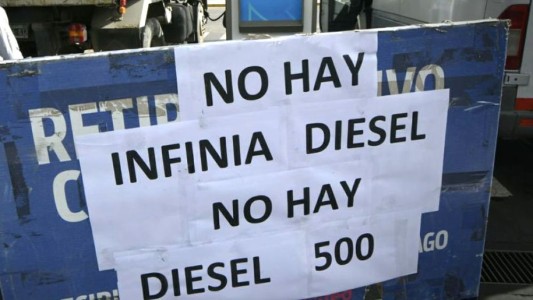 NO HAY
INFINIA DIESEL
NO HAY
DIESEL 500